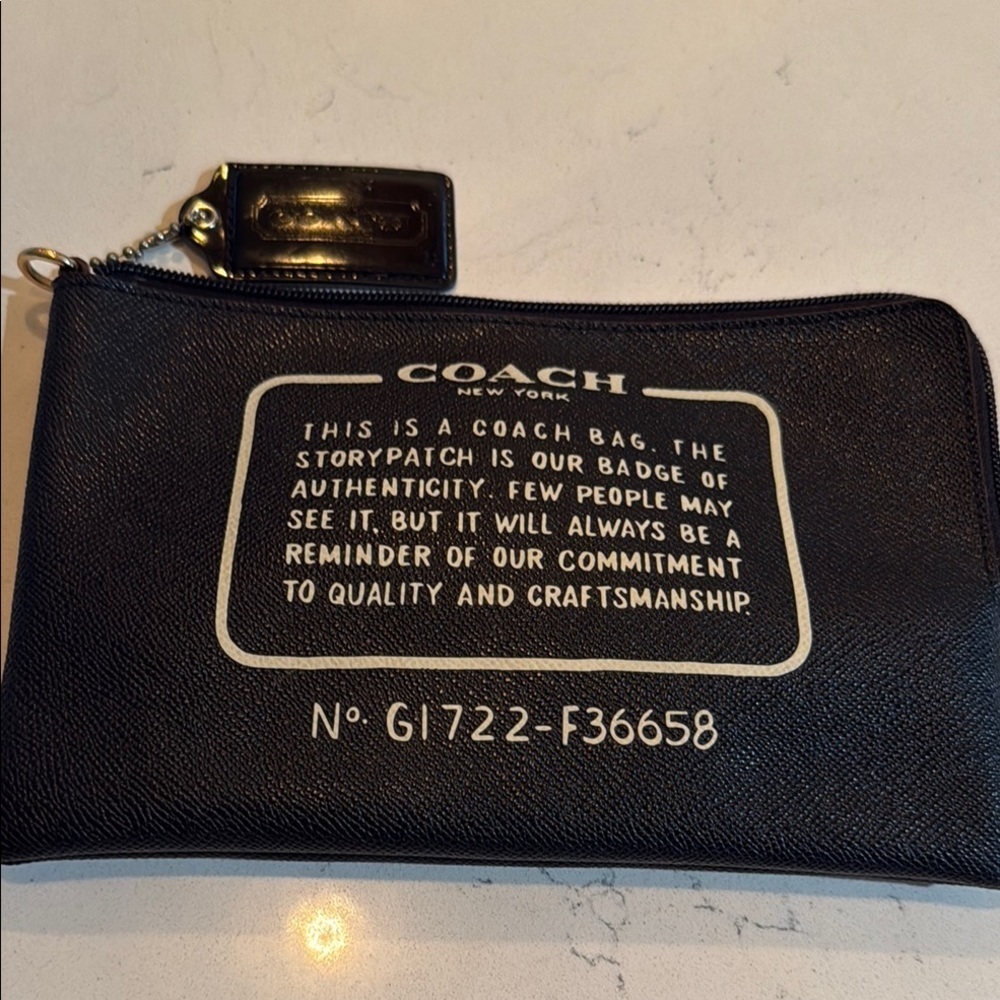 COACH
COACH
NEW YORK
THIS IS A COACH BAG. THE
STORYPATCH IS OUR BADGE OF
AUTHENTICITY. FEW PEOPLE MAY
SEE IT, BUT IT WILL ALWAYS BE A
REMINDER OF OUR COMMITMENT
TO QUALITY AND CRAFTSMANSHIP.
Nº. G1722-F36658